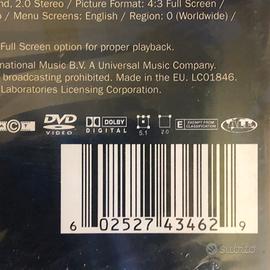 nd, 2.0 Stereo / Picture Format: 4:3 Full Screen /
/ Menu Screens: English / Region: 0 (Worldwide) /
Full Screen option for proper playback.
national Music B.V. A Universal Music Company.
broadcasting prohibited. Made in the EU. LC01846.
Laboratories Licensing Corporation.
DVD VIDEO DOLBY DIGITAL 5.1 2.0 E EXEMPT FROM CLASSIFICATION
6 02527 43462 9
subito